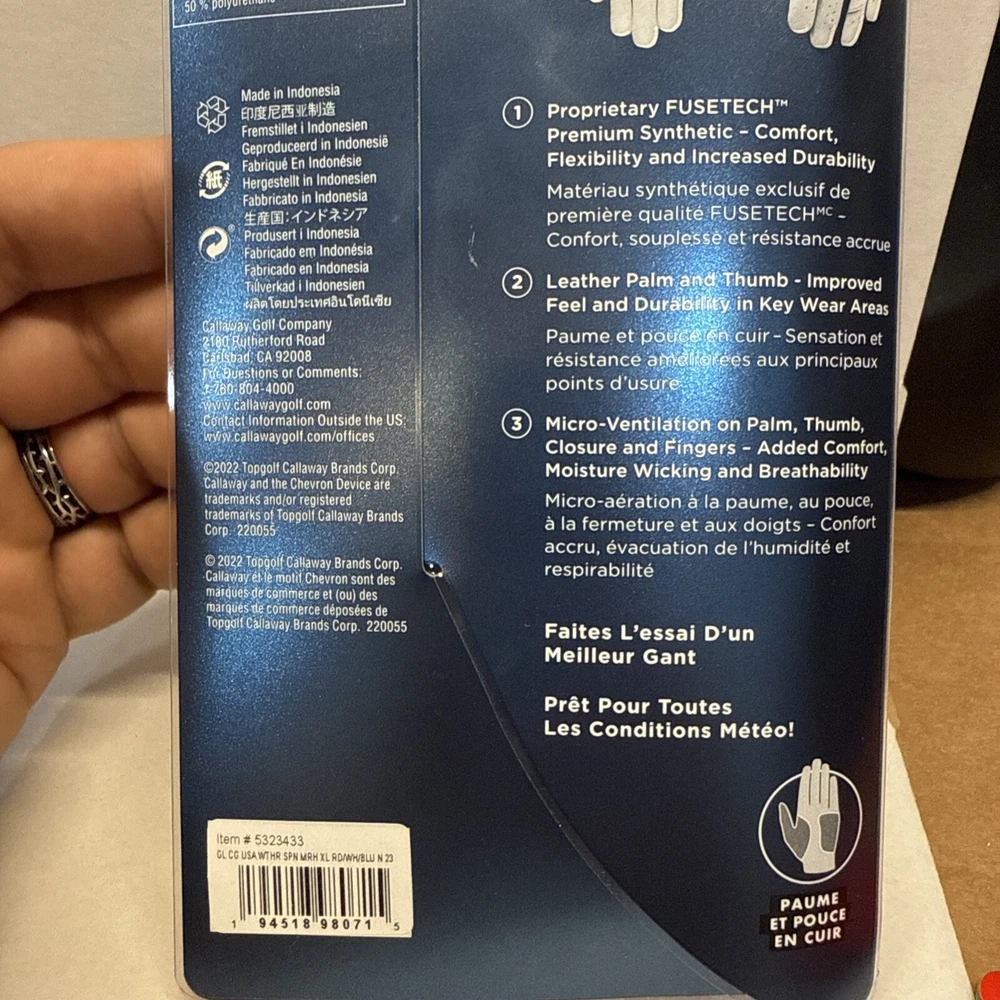 50 % polyurethane
Made in Indonesia
印度尼西亚制造
Fremstillet i Indonesien
Geproduceerd in Indonesië
Fabriqué En Indonésie
Hergestellt in Indonesien
Fabbricato in Indonesia
生産国:インドネシア
Produsert i Indonesia
Fabricado em Indonésia
Fabricado en Indonesia
Tillverkad i Indonesien
ผลิตโดยประเทศอินโดนีเซีย
紙
Callaway Golf Company
2180 Rutherford Road
Carlsbad, CA 92008
For Questions or Comments:
1-760-804-4000
www.callawaygolf.com
Contact Information Outside the US:
www.callawaygolf.com/offices
©2022 Topgolf Callaway Brands Corp.
Callaway and the Chevron Device are
trademarks and/or registered
trademarks of Topgolf Callaway Brands
Corp. 220055
© 2022 Topgolf Callaway Brands Corp.
Callaway et le motif Chevron sont des
marques de commerce et (ou) des
marques de commerce déposées de
Topgolf Callaway Brands Corp. 220055
Item # 5323433
GL CG USA WTHR SPN MRH XL RD/WH/BLU N 23
1 94518 98071 5
1 Proprietary FUSETECH™
Premium Synthetic – Comfort,
Flexibility and Increased Durability
Matériau synthétique exclusif de
première qualité FUSETECHᴹᶜ –
Confort, souplesse et résistance accrue
2 Leather Palm and Thumb - Improved
Feel and Durability in Key Wear Areas
Paume et pouce en cuir – Sensation et
résistance améliorées aux principaux
points d'usure
3 Micro-Ventilation on Palm, Thumb,
Closure and Fingers – Added Comfort,
Moisture Wicking and Breathability
Micro-aération à la paume, au pouce,
à la fermeture et aux doigts – Confort
accru, évacuation de l'humidité et
respirabilité
Faites L'essai D'un
Meilleur Gant
Prêt Pour Toutes
Les Conditions Météo!
PAUME
ET POUCE
EN CUIR